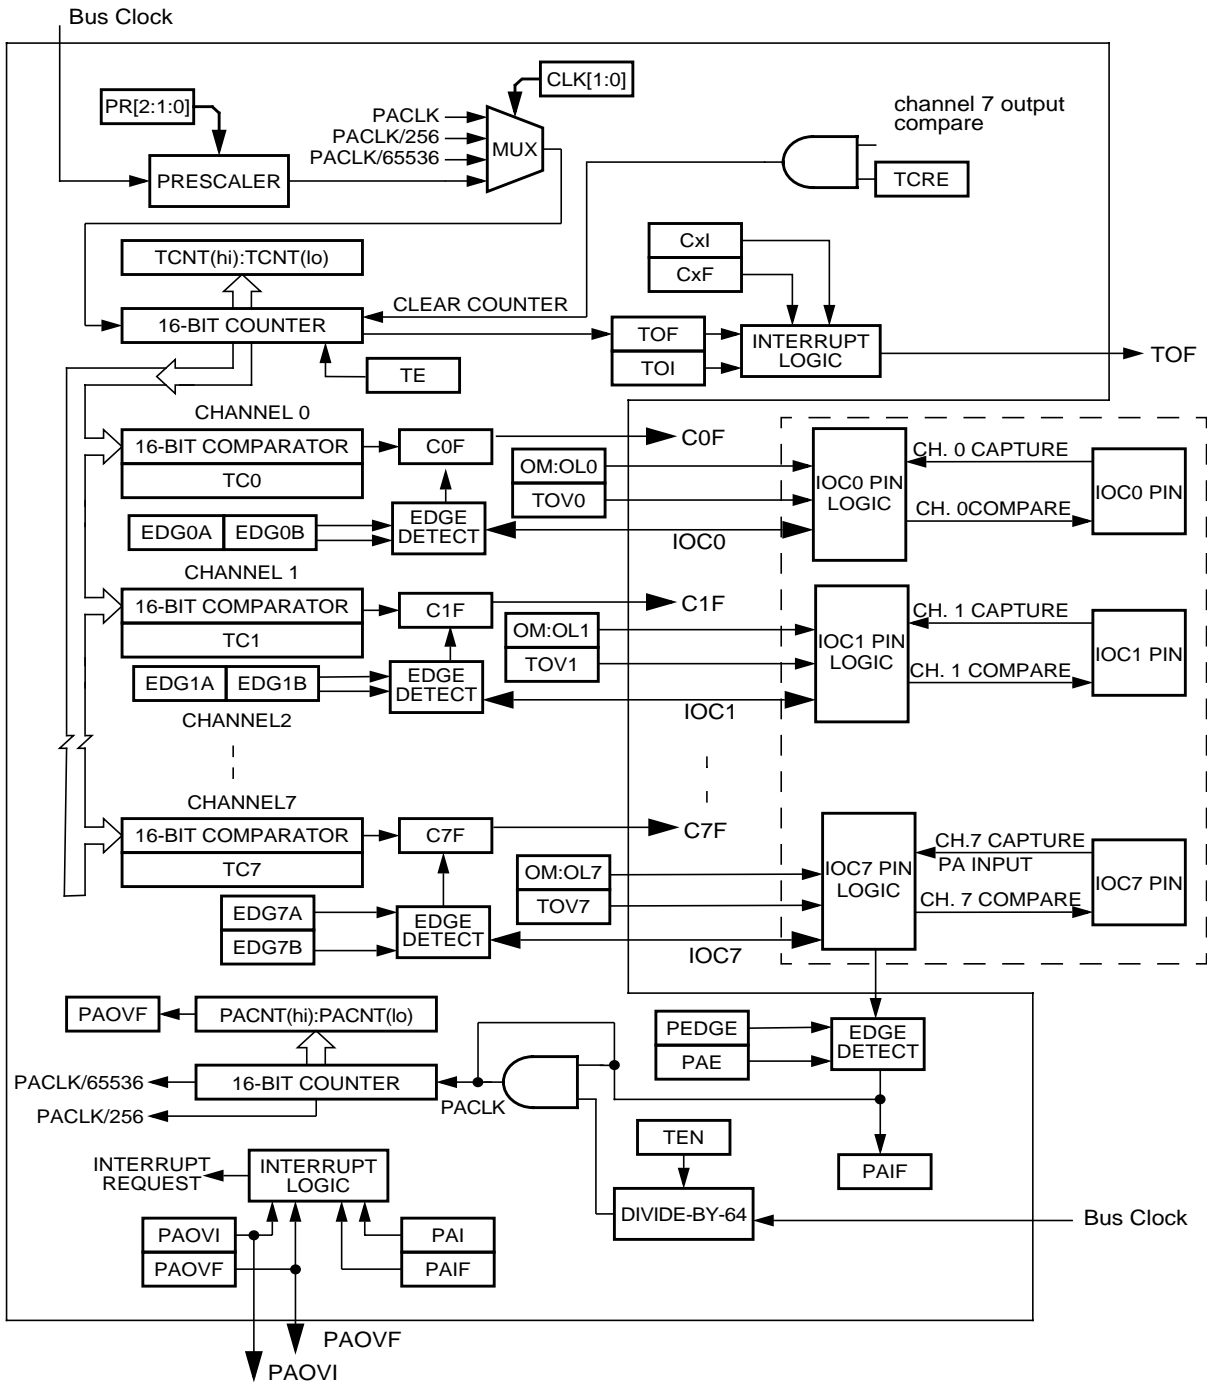 Bus Clock
PR[2:1:0]
CLK[1:0]
PACLK
PACLK/256
PACLK/65536
MUX
PRESCALER
channel 7 output
compare
TCRE
TCNT(hi):TCNT(lo)
CxI
CxF
CLEAR COUNTER
16-BIT COUNTER
TOF
TOI
INTERRUPT
LOGIC
TOF
TE
CHANNEL 0
16-BIT COMPARATOR
TC0
C0F
C0F
OM:OL0
TOV0
EDG0A
EDG0B
EDGE
DETECT
IOC0
IOC0 PIN
LOGIC
CH. 0 CAPTURE
CH. 0COMPARE
IOC0 PIN
CHANNEL 1
16-BIT COMPARATOR
TC1
C1F
C1F
OM:OL1
TOV1
EDG1A
EDG1B
EDGE
DETECT
IOC1
IOC1 PIN
LOGIC
CH. 1 CAPTURE
CH. 1 COMPARE
IOC1 PIN
CHANNEL2
CHANNEL7
16-BIT COMPARATOR
TC7
C7F
C7F
OM:OL7
TOV7
EDG7A
EDG7B
EDGE
DETECT
IOC7
IOC7 PIN
LOGIC
CH.7 CAPTURE
PA INPUT
CH. 7 COMPARE
IOC7 PIN
PAOVF
PACNT(hi):PACNT(lo)
PEDGE
PAE
EDGE
DETECT
PACLK/65536
16-BIT COUNTER
PACLK
PACLK/256
TEN
PAIF
INTERRUPT
REQUEST
INTERRUPT
LOGIC
DIVIDE-BY-64
Bus Clock
PAOVI
PAOVF
PAI
PAIF
PAOVF
PAOVI